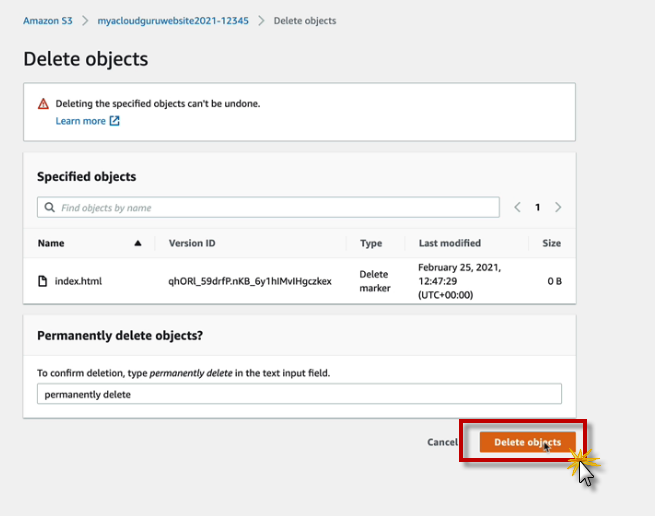 Amazon S3 > myacloudguruwebsite2021-12345 > Delete objects
Delete objects
Deleting the specified objects can't be undone.
Learn more
Specified objects
Find objects by name
< 1 >
Name Version ID Type Last modified Size
index.html qhORl_59drfP.nKB_6y1hIMvIHgczkex Delete marker February 25, 2021, 12:47:29 (UTC+00:00) 0 B
Permanently delete objects?
To confirm deletion, type permanently delete in the text input field.
permanently delete
Cancel Delete objects